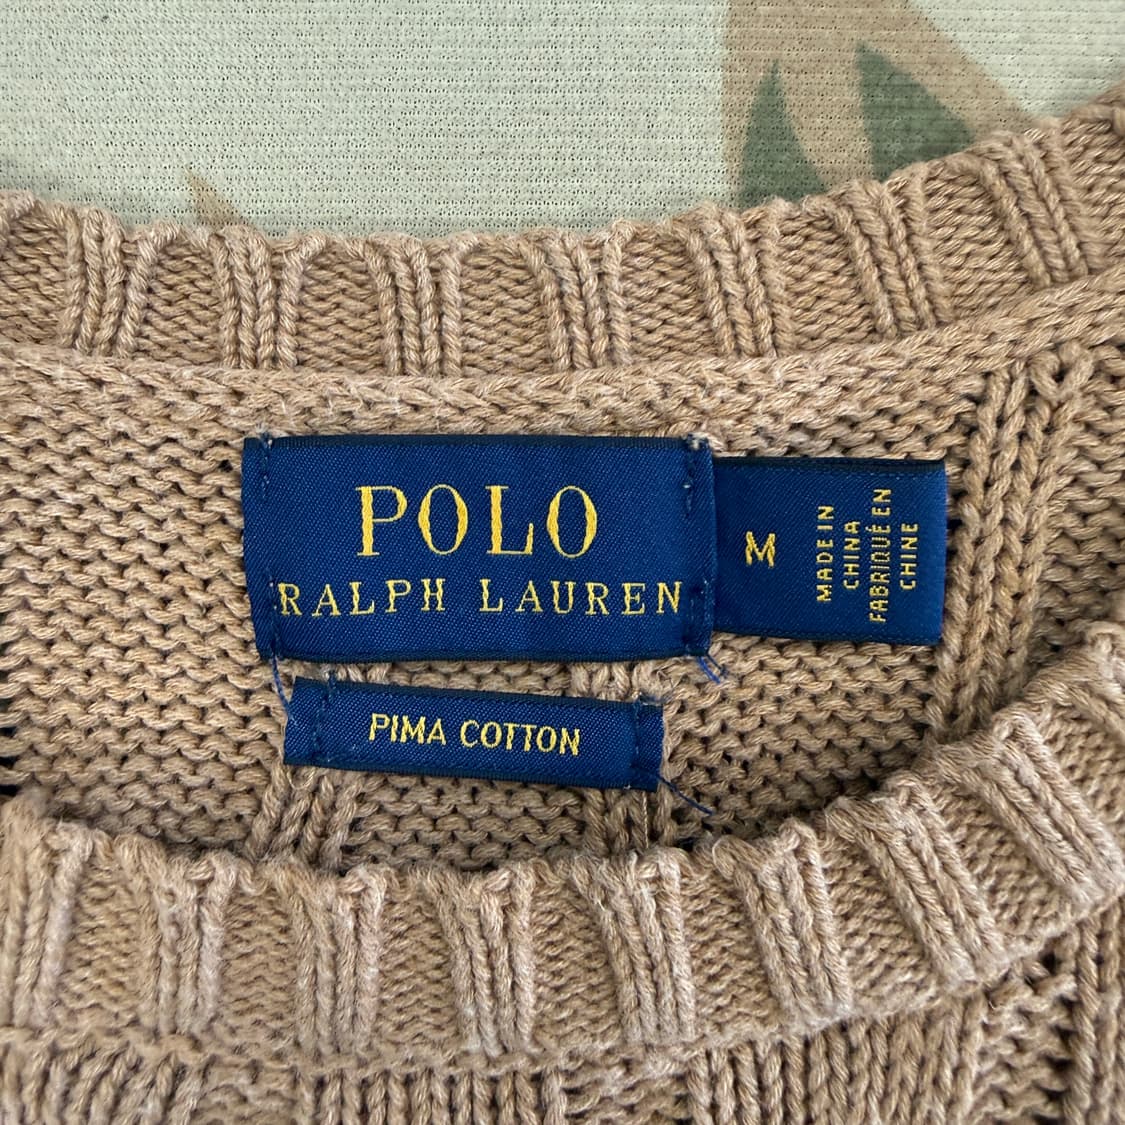 POLO
RALPH LAUREN
M
MADE IN
CHINA
FABRIQUÉ EN
CHINE
PIMA COTTON